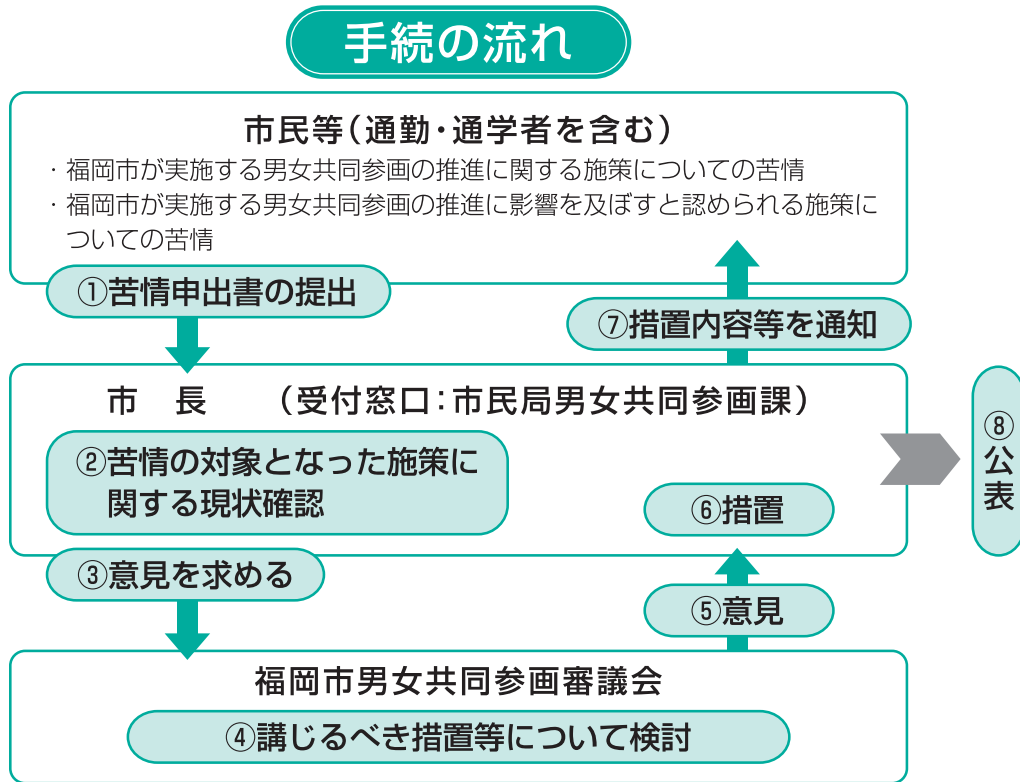 手続の流れ
市民等(通勤・通学者を含む)
・福岡市が実施する男女共同参画の推進に関する施策についての苦情
・福岡市が実施する男女共同参画の推進に影響を及ぼすと認められる施策に
ついての苦情
①苦情申出書の提出
⑦措置内容等を通知
市　長　(受付窓口:市民局男女共同参画課)
②苦情の対象となった施策に
関する現状確認
⑥措置
⑧公表
③意見を求める
⑤意見
福岡市男女共同参画審議会
④講じるべき措置等について検討